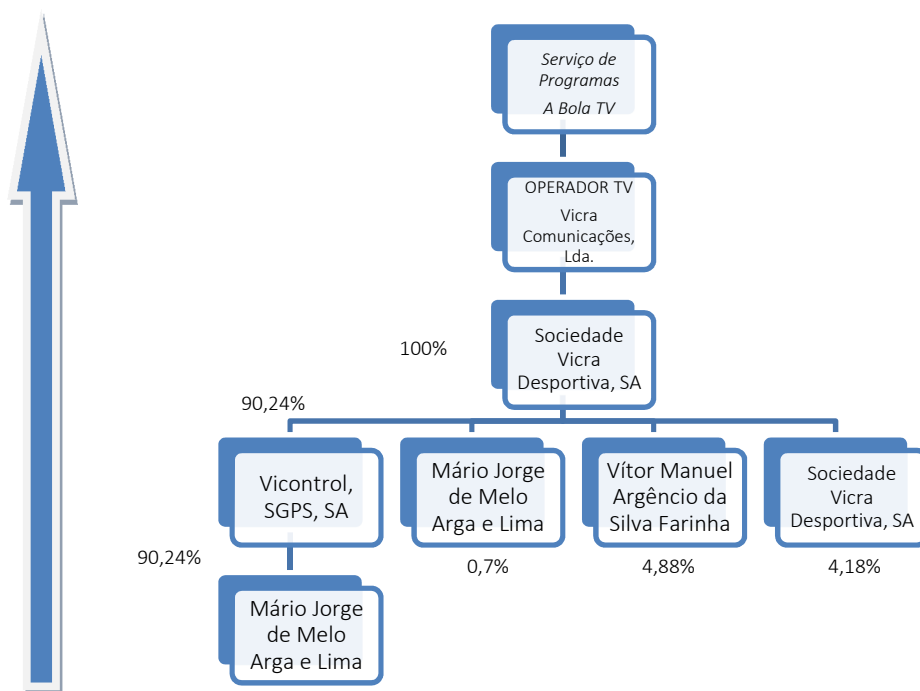 Serviço de
Programas
A Bola TV
OPERADOR TV
Vicra
Comunicações,
Lda.
100%
Sociedade
Vicra
Desportiva, SA
90,24%
Vicontrol,
SGPS, SA
Mário Jorge
de Melo
Arga e Lima
Vítor Manuel
Argêncio da
Silva Farinha
Sociedade
Vicra
Desportiva, SA
90,24%
0,7%
4,88%
4,18%
Mário Jorge
de Melo
Arga e Lima